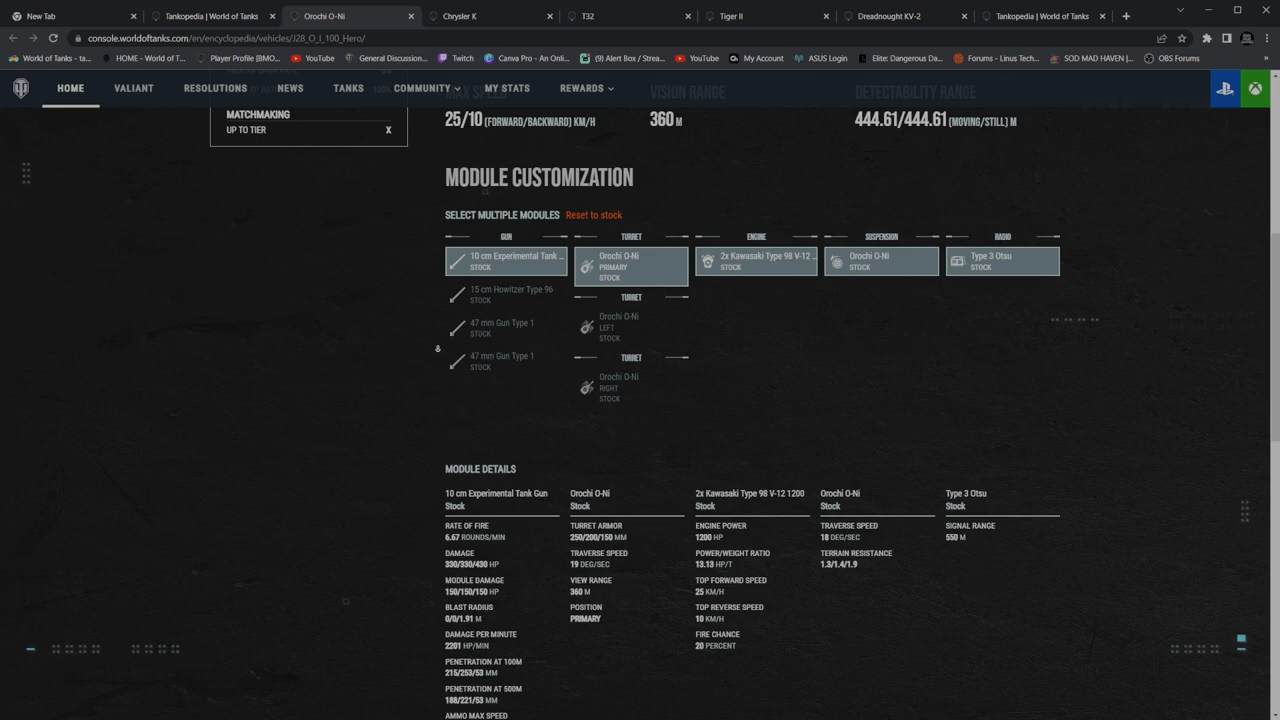 New Tab
Tankopedia | World of Tanks
Orochi O-Ni
Chrysler K
T32
Tiger II
Dreadnought KV-2
Tankopedia | World of Tanks
console.worldoftanks.com/en/encyclopedia/vehicles/J28_O_I_100_Hero/
World of Tanks - ta...
HOME - World of T...
Player Profile [BMO...
YouTube
General Discussion...
Twitch
Canva Pro - An Onli...
(9) Alert Box / Strea...
YouTube
My Account
ASUS Login
Elite: Dangerous Da...
Forums - Linus Tech...
SOD MAD HAVEN |...
OBS Forums
HOME
VALIANT
RESOLUTIONS
NEWS
TANKS
COMMUNITY
MY STATS
REWARDS
MAX SPEED
VISION RANGE
DETECTABILITY RANGE
MATCHMAKING
UP TO TIER X
25/10 (FORWARD/BACKWARD) KM/H
360 M
444.61/444.61 (MOVING/STILL) M
MODULE CUSTOMIZATION
SELECT MULTIPLE MODULES Reset to stock
GUN
TURRET
ENGINE
SUSPENSION
RADIO
10 cm Experimental Tank ...
STOCK
Orochi O-Ni
PRIMARY
STOCK
2x Kawasaki Type 98 V-12 ...
STOCK
Orochi O-Ni
STOCK
Type 3 Otsu
STOCK
15 cm Howitzer Type 96
STOCK
47 mm Gun Type 1
STOCK
47 mm Gun Type 1
STOCK
TURRET
Orochi O-Ni
LEFT
STOCK
TURRET
Orochi O-Ni
RIGHT
STOCK
MODULE DETAILS
10 cm Experimental Tank Gun
Stock
RATE OF FIRE
6.67 ROUNDS/MIN
DAMAGE
330/330/430 HP
MODULE DAMAGE
150/150/150 HP
BLAST RADIUS
0/0/1.91 M
DAMAGE PER MINUTE
2201 HP/MIN
PENETRATION AT 100M
215/253/53 MM
PENETRATION AT 500M
188/221/53 MM
AMMO MAX SPEED
Orochi O-Ni
Stock
TURRET ARMOR
250/200/150 MM
TRAVERSE SPEED
19 DEG/SEC
VIEW RANGE
360 M
POSITION
PRIMARY
2x Kawasaki Type 98 V-12 1200
Stock
ENGINE POWER
1200 HP
POWER/WEIGHT RATIO
13.13 HP/T
TOP FORWARD SPEED
25 KM/H
TOP REVERSE SPEED
10 KM/H
FIRE CHANCE
20 PERCENT
Orochi O-Ni
Stock
TRAVERSE SPEED
18 DEG/SEC
TERRAIN RESISTANCE
1.3/1.4/1.9
Type 3 Otsu
Stock
SIGNAL RANGE
550 M